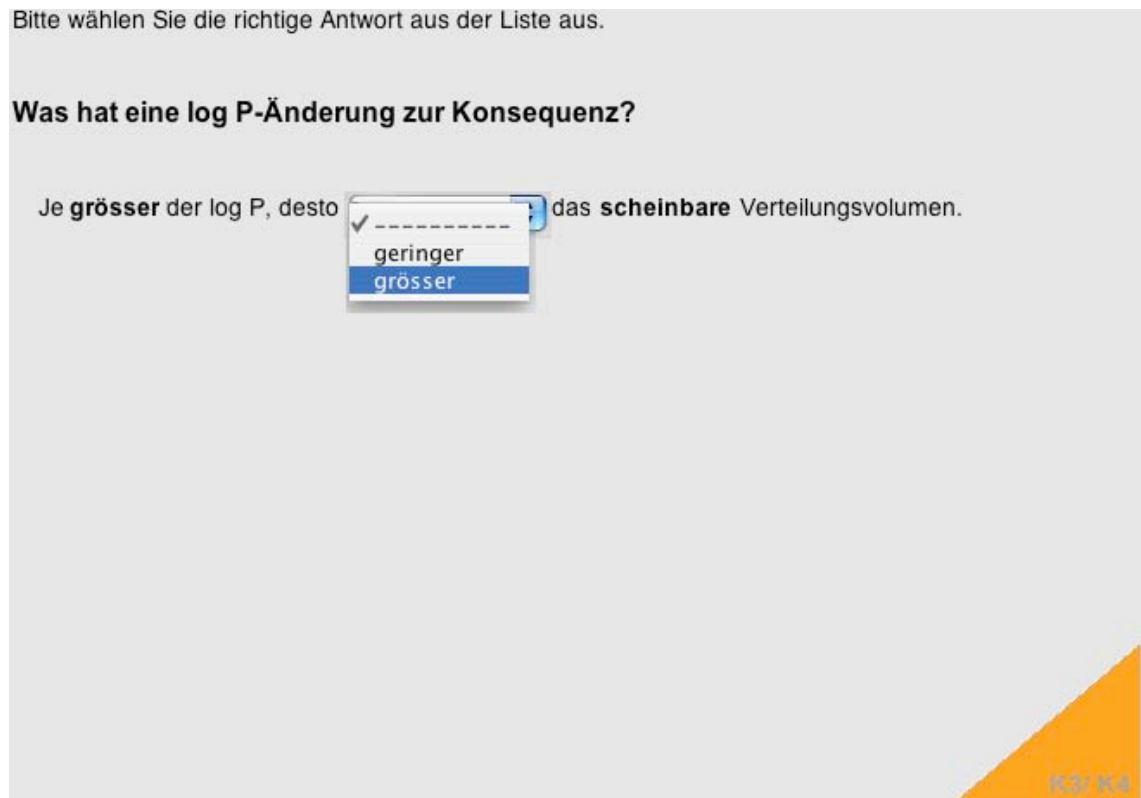 Bitte wählen Sie die richtige Antwort aus der Liste aus.
Was hat eine log P-Änderung zur Konsequenz?
Je grösser der log P, desto das scheinbare Verteilungsvolumen.
✓ ----------
geringer
grösser
K3/ K4